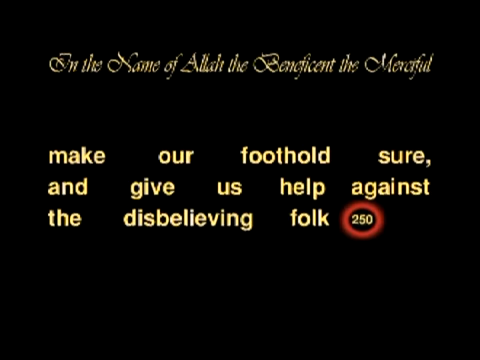 In the Name of Allah the Beneficent the Merciful
make our foothold sure,
and give us help against
the disbelieving folk 250